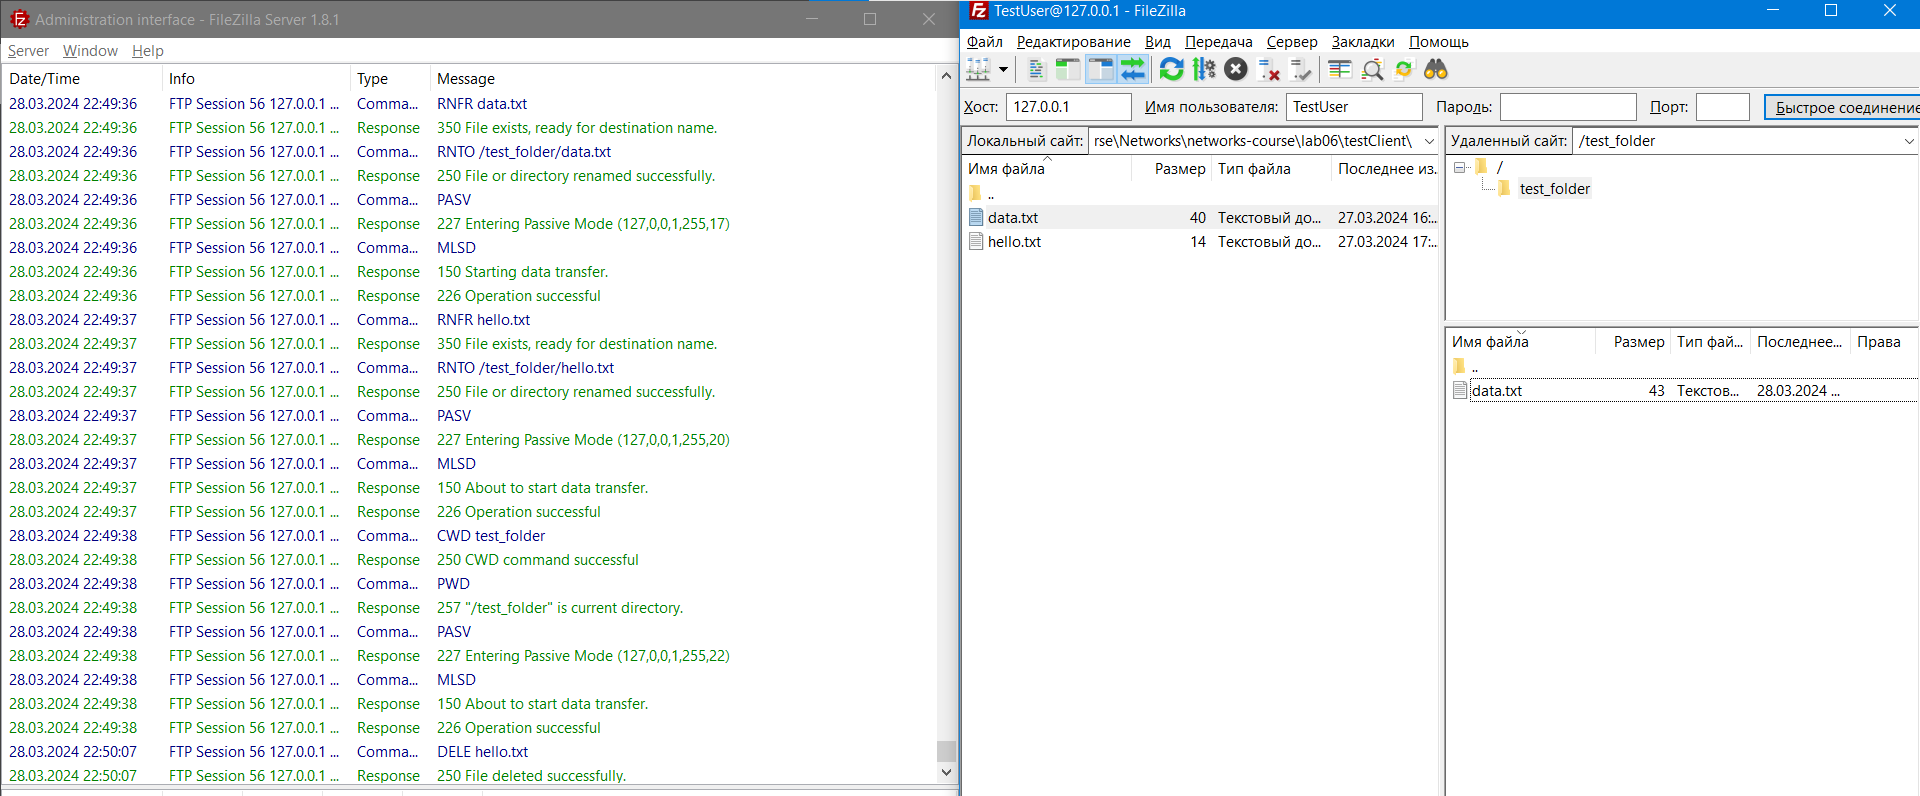 Administration interface - FileZilla Server 1.8.1
Server Window Help
Date/Time Info Type Message
28.03.2024 22:49:36 FTP Session 56 127.0.0.1 ... Comma... RNFR data.txt
28.03.2024 22:49:36 FTP Session 56 127.0.0.1 ... Response 350 File exists, ready for destination name.
28.03.2024 22:49:36 FTP Session 56 127.0.0.1 ... Comma... RNTO /test_folder/data.txt
28.03.2024 22:49:36 FTP Session 56 127.0.0.1 ... Response 250 File or directory renamed successfully.
28.03.2024 22:49:36 FTP Session 56 127.0.0.1 ... Comma... PASV
28.03.2024 22:49:36 FTP Session 56 127.0.0.1 ... Response 227 Entering Passive Mode (127,0,0,1,255,17)
28.03.2024 22:49:36 FTP Session 56 127.0.0.1 ... Comma... MLSD
28.03.2024 22:49:36 FTP Session 56 127.0.0.1 ... Response 150 Starting data transfer.
28.03.2024 22:49:36 FTP Session 56 127.0.0.1 ... Response 226 Operation successful
28.03.2024 22:49:37 FTP Session 56 127.0.0.1 ... Comma... RNFR hello.txt
28.03.2024 22:49:37 FTP Session 56 127.0.0.1 ... Response 350 File exists, ready for destination name.
28.03.2024 22:49:37 FTP Session 56 127.0.0.1 ... Comma... RNTO /test_folder/hello.txt
28.03.2024 22:49:37 FTP Session 56 127.0.0.1 ... Response 250 File or directory renamed successfully.
28.03.2024 22:49:37 FTP Session 56 127.0.0.1 ... Comma... PASV
28.03.2024 22:49:37 FTP Session 56 127.0.0.1 ... Response 227 Entering Passive Mode (127,0,0,1,255,20)
28.03.2024 22:49:37 FTP Session 56 127.0.0.1 ... Comma... MLSD
28.03.2024 22:49:37 FTP Session 56 127.0.0.1 ... Response 150 About to start data transfer.
28.03.2024 22:49:37 FTP Session 56 127.0.0.1 ... Response 226 Operation successful
28.03.2024 22:49:38 FTP Session 56 127.0.0.1 ... Comma... CWD test_folder
28.03.2024 22:49:38 FTP Session 56 127.0.0.1 ... Response 250 CWD command successful
28.03.2024 22:49:38 FTP Session 56 127.0.0.1 ... Comma... PWD
28.03.2024 22:49:38 FTP Session 56 127.0.0.1 ... Response 257 "/test_folder" is current directory.
28.03.2024 22:49:38 FTP Session 56 127.0.0.1 ... Comma... PASV
28.03.2024 22:49:38 FTP Session 56 127.0.0.1 ... Response 227 Entering Passive Mode (127,0,0,1,255,22)
28.03.2024 22:49:38 FTP Session 56 127.0.0.1 ... Comma... MLSD
28.03.2024 22:49:38 FTP Session 56 127.0.0.1 ... Response 150 About to start data transfer.
28.03.2024 22:49:38 FTP Session 56 127.0.0.1 ... Response 226 Operation successful
28.03.2024 22:50:07 FTP Session 56 127.0.0.1 ... Comma... DELE hello.txt
28.03.2024 22:50:07 FTP Session 56 127.0.0.1 ... Response 250 File deleted successfully.
TestUser@127.0.0.1 - FileZilla
Файл Редактирование Вид Передача Сервер Закладки Помощь
Хост: 127.0.0.1 Имя пользователя: TestUser Пароль: Порт: Быстрое соединение
Локальный сайт: rse\Networks\networks-course\lab06\testClient\
Имя файла Размер Тип файла Последнее из...
..
data.txt 40 Текстовый до... 27.03.2024 16:...
hello.txt 14 Текстовый до... 27.03.2024 17:...
Удаленный сайт: /test_folder
/
test_folder
Имя файла Размер Тип фай... Последнее... Права
..
data.txt 43 Текстов... 28.03.2024 ...